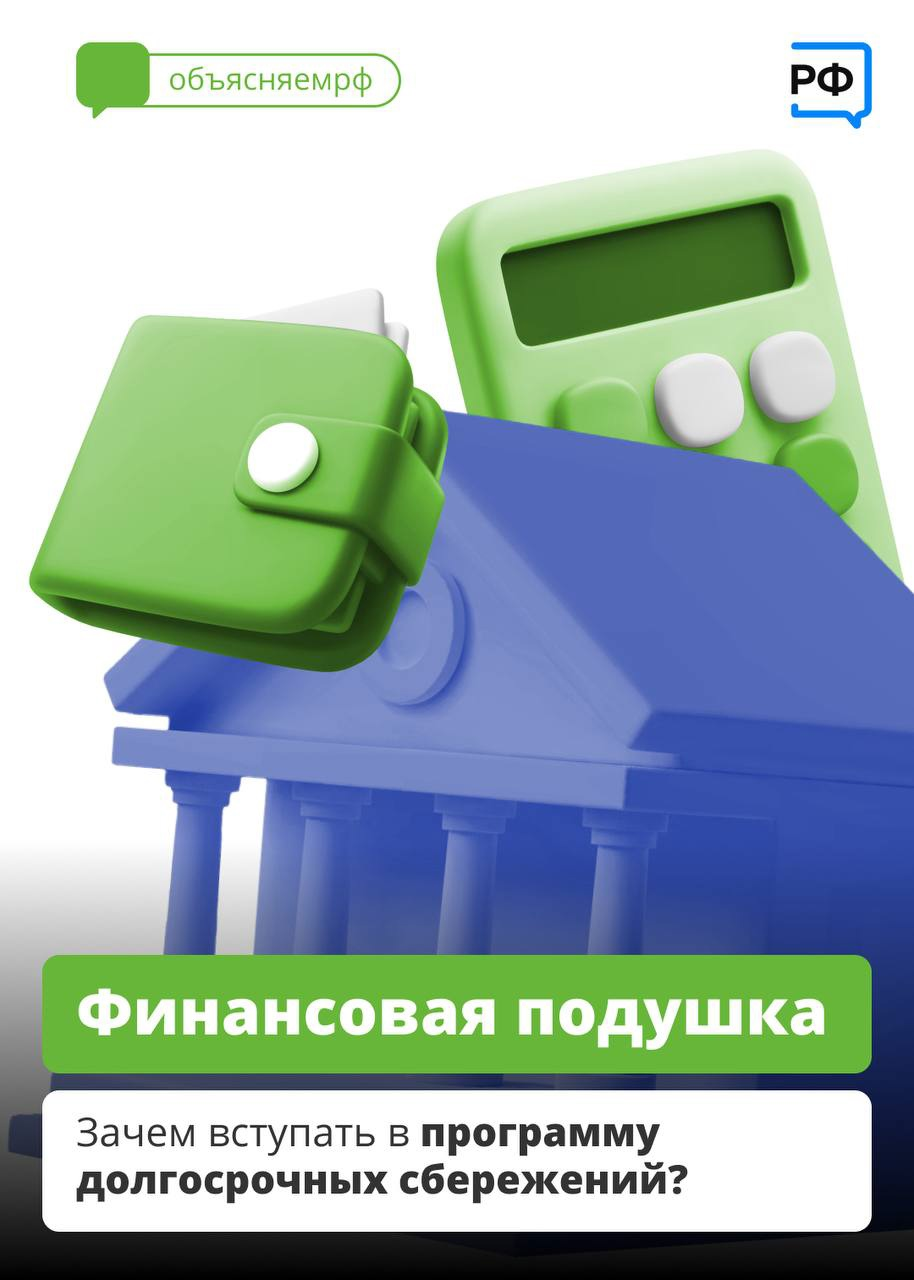 объясняемрф
РФ
Финансовая подушка
Зачем вступать в программу
долгосрочных сбережений?